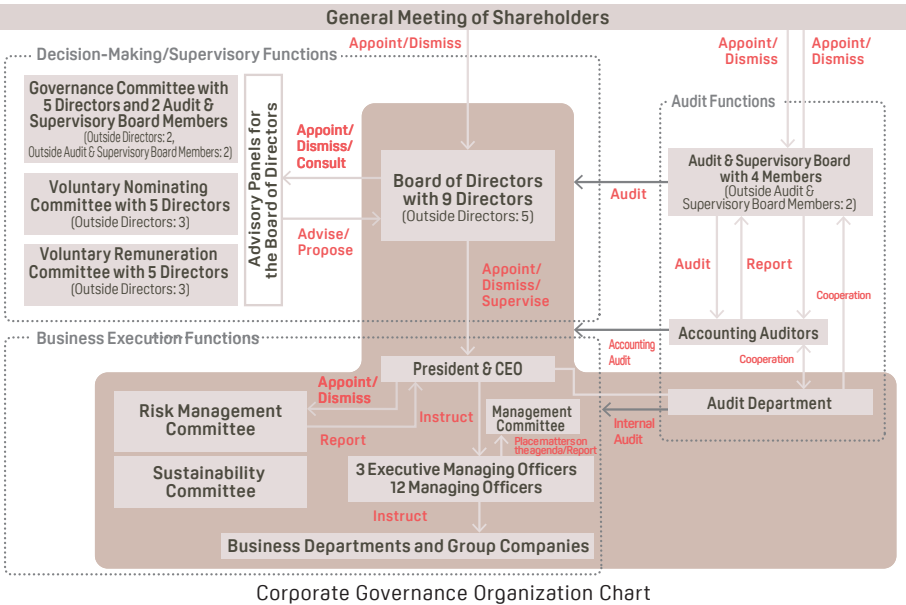 General Meeting of Shareholders
Appoint/Dismiss
Appoint/
Dismiss
Appoint/
Dismiss
Decision-Making/Supervisory Functions
Governance Committee with
5 Directors and 2 Audit &
Supervisory Board Members
(Outside Directors: 2,
Outside Audit & Supervisory Board Members: 2)
Voluntary Nominating
Committee with 5 Directors
(Outside Directors: 3)
Voluntary Remuneration
Committee with 5 Directors
(Outside Directors: 3)
Advisory Panels for
the Board of Directors
Appoint/
Dismiss/
Consult
Advise/
Propose
Board of Directors
with 9 Directors
(Outside Directors: 5)
Appoint/
Dismiss/
Supervise
Audit
Audit Functions
Audit & Supervisory Board
with 4 Members
(Outside Audit &
Supervisory Board Members: 2)
Audit
Report
Cooperation
Accounting Auditors
Accounting
Audit
Cooperation
Audit Department
Internal
Audit
Business Execution Functions
President & CEO
Appoint/
Dismiss
Risk Management
Committee
Report
Instruct
Management
Committee
Place matters on
the agenda/Report
Sustainability
Committee
3 Executive Managing Officers
12 Managing Officers
Instruct
Business Departments and Group Companies
Corporate Governance Organization Chart